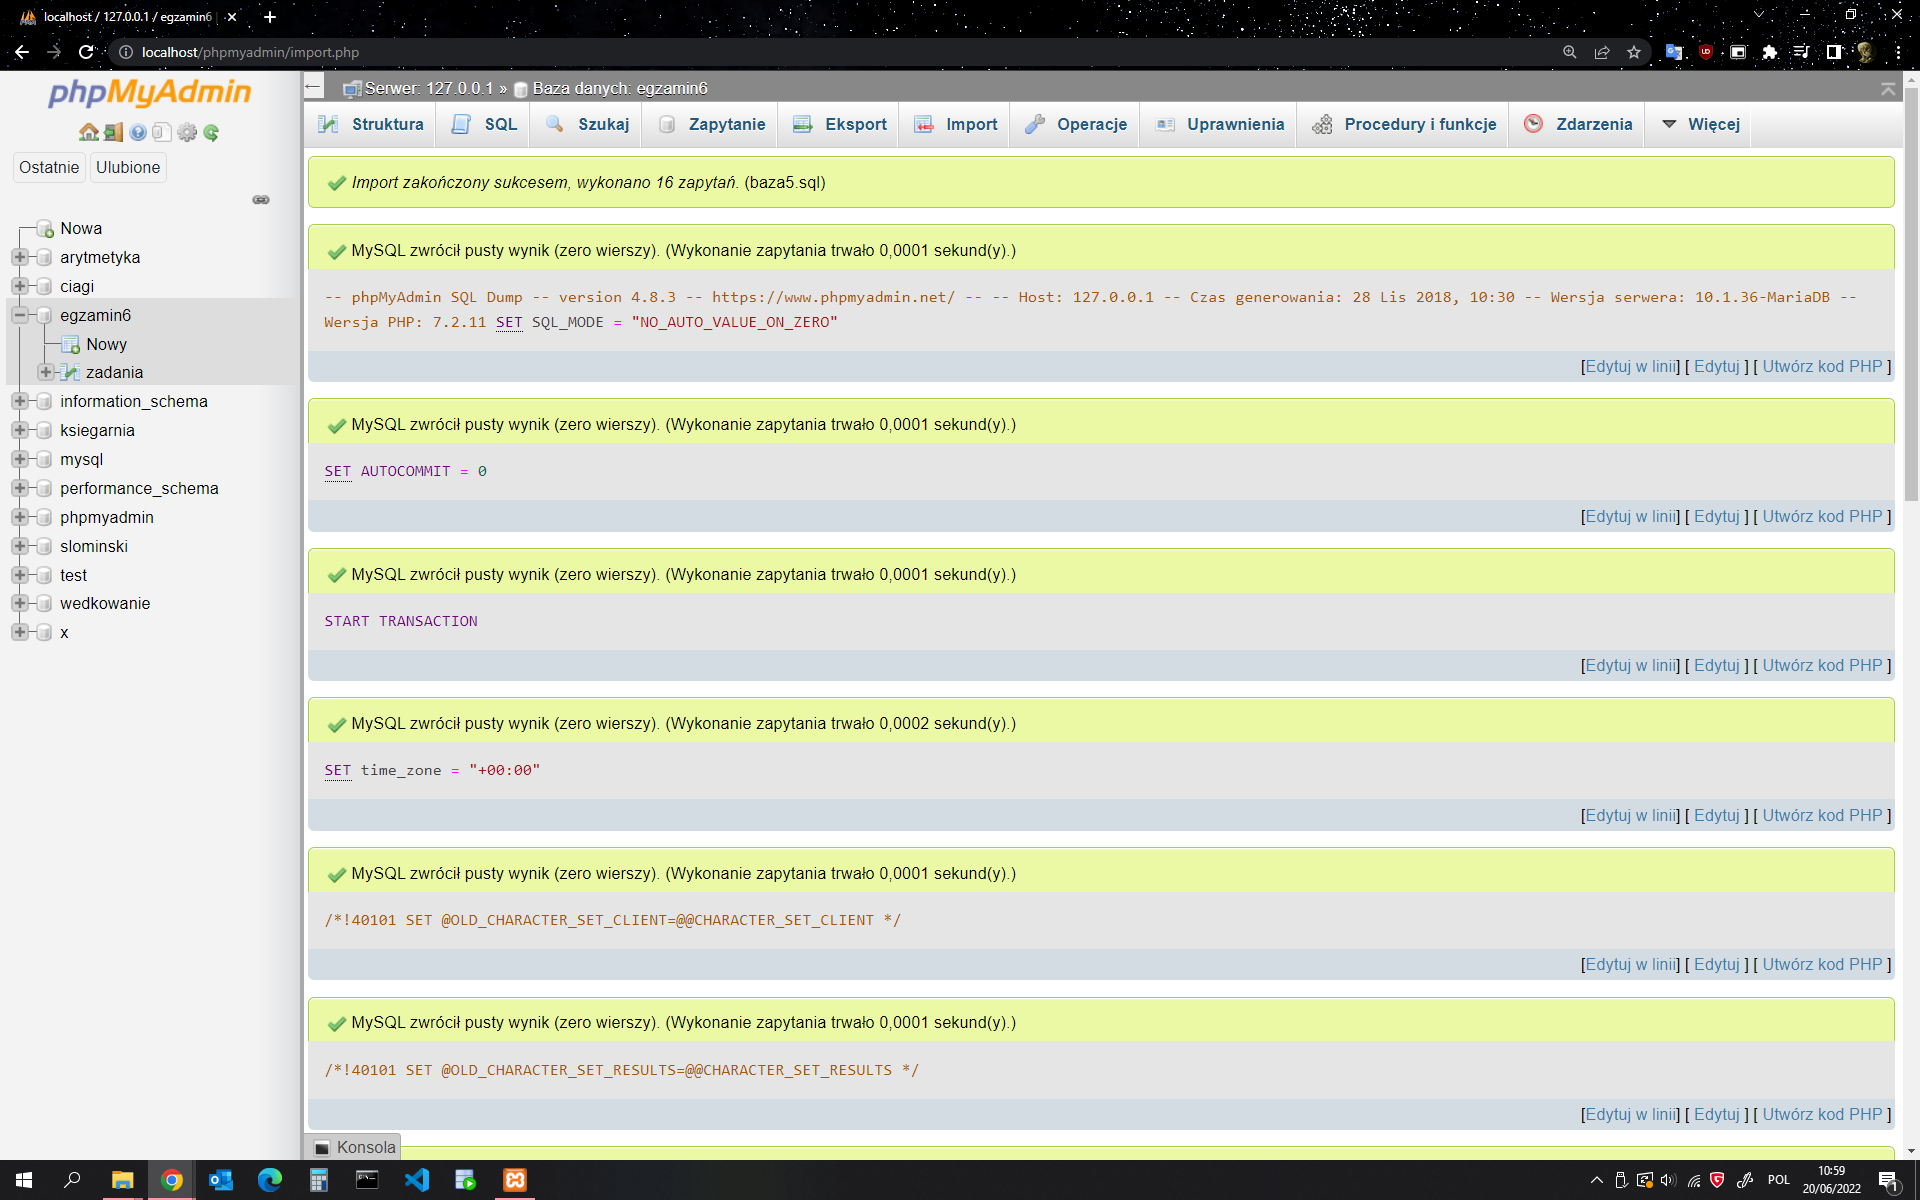 localhost / 127.0.0.1 / egzamin6
localhost/phpmyadmin/import.php
phpMyAdmin
Ostatnie Ulubione
Nowa
arytmetyka
ciagi
egzamin6
Nowy
zadania
information_schema
ksiegarnia
mysql
performance_schema
phpmyadmin
slominski
test
wedkowanie
x
Serwer: 127.0.0.1 » Baza danych: egzamin6
Struktura SQL Szukaj Zapytanie Eksport Import Operacje Uprawnienia Procedury i funkcje Zdarzenia Więcej
Import zakończony sukcesem, wykonano 16 zapytań. (baza5.sql)
MySQL zwrócił pusty wynik (zero wierszy). (Wykonanie zapytania trwało 0,0001 sekund(y).)
-- phpMyAdmin SQL Dump -- version 4.8.3 -- https://www.phpmyadmin.net/ -- -- Host: 127.0.0.1 -- Czas generowania: 28 Lis 2018, 10:30 -- Wersja serwera: 10.1.36-MariaDB --
Wersja PHP: 7.2.11 SET SQL_MODE = "NO_AUTO_VALUE_ON_ZERO"
[Edytuj w linii] [ Edytuj ] [ Utwórz kod PHP ]
MySQL zwrócił pusty wynik (zero wierszy). (Wykonanie zapytania trwało 0,0001 sekund(y).)
SET AUTOCOMMIT = 0
[Edytuj w linii] [ Edytuj ] [ Utwórz kod PHP ]
MySQL zwrócił pusty wynik (zero wierszy). (Wykonanie zapytania trwało 0,0001 sekund(y).)
START TRANSACTION
[Edytuj w linii] [ Edytuj ] [ Utwórz kod PHP ]
MySQL zwrócił pusty wynik (zero wierszy). (Wykonanie zapytania trwało 0,0002 sekund(y).)
SET time_zone = "+00:00"
[Edytuj w linii] [ Edytuj ] [ Utwórz kod PHP ]
MySQL zwrócił pusty wynik (zero wierszy). (Wykonanie zapytania trwało 0,0001 sekund(y).)
/*!40101 SET @OLD_CHARACTER_SET_CLIENT=@@CHARACTER_SET_CLIENT */
[Edytuj w linii] [ Edytuj ] [ Utwórz kod PHP ]
MySQL zwrócił pusty wynik (zero wierszy). (Wykonanie zapytania trwało 0,0001 sekund(y).)
/*!40101 SET @OLD_CHARACTER_SET_RESULTS=@@CHARACTER_SET_RESULTS */
[Edytuj w linii] [ Edytuj ] [ Utwórz kod PHP ]
Konsola
POL
10:59
20/06/2022
1